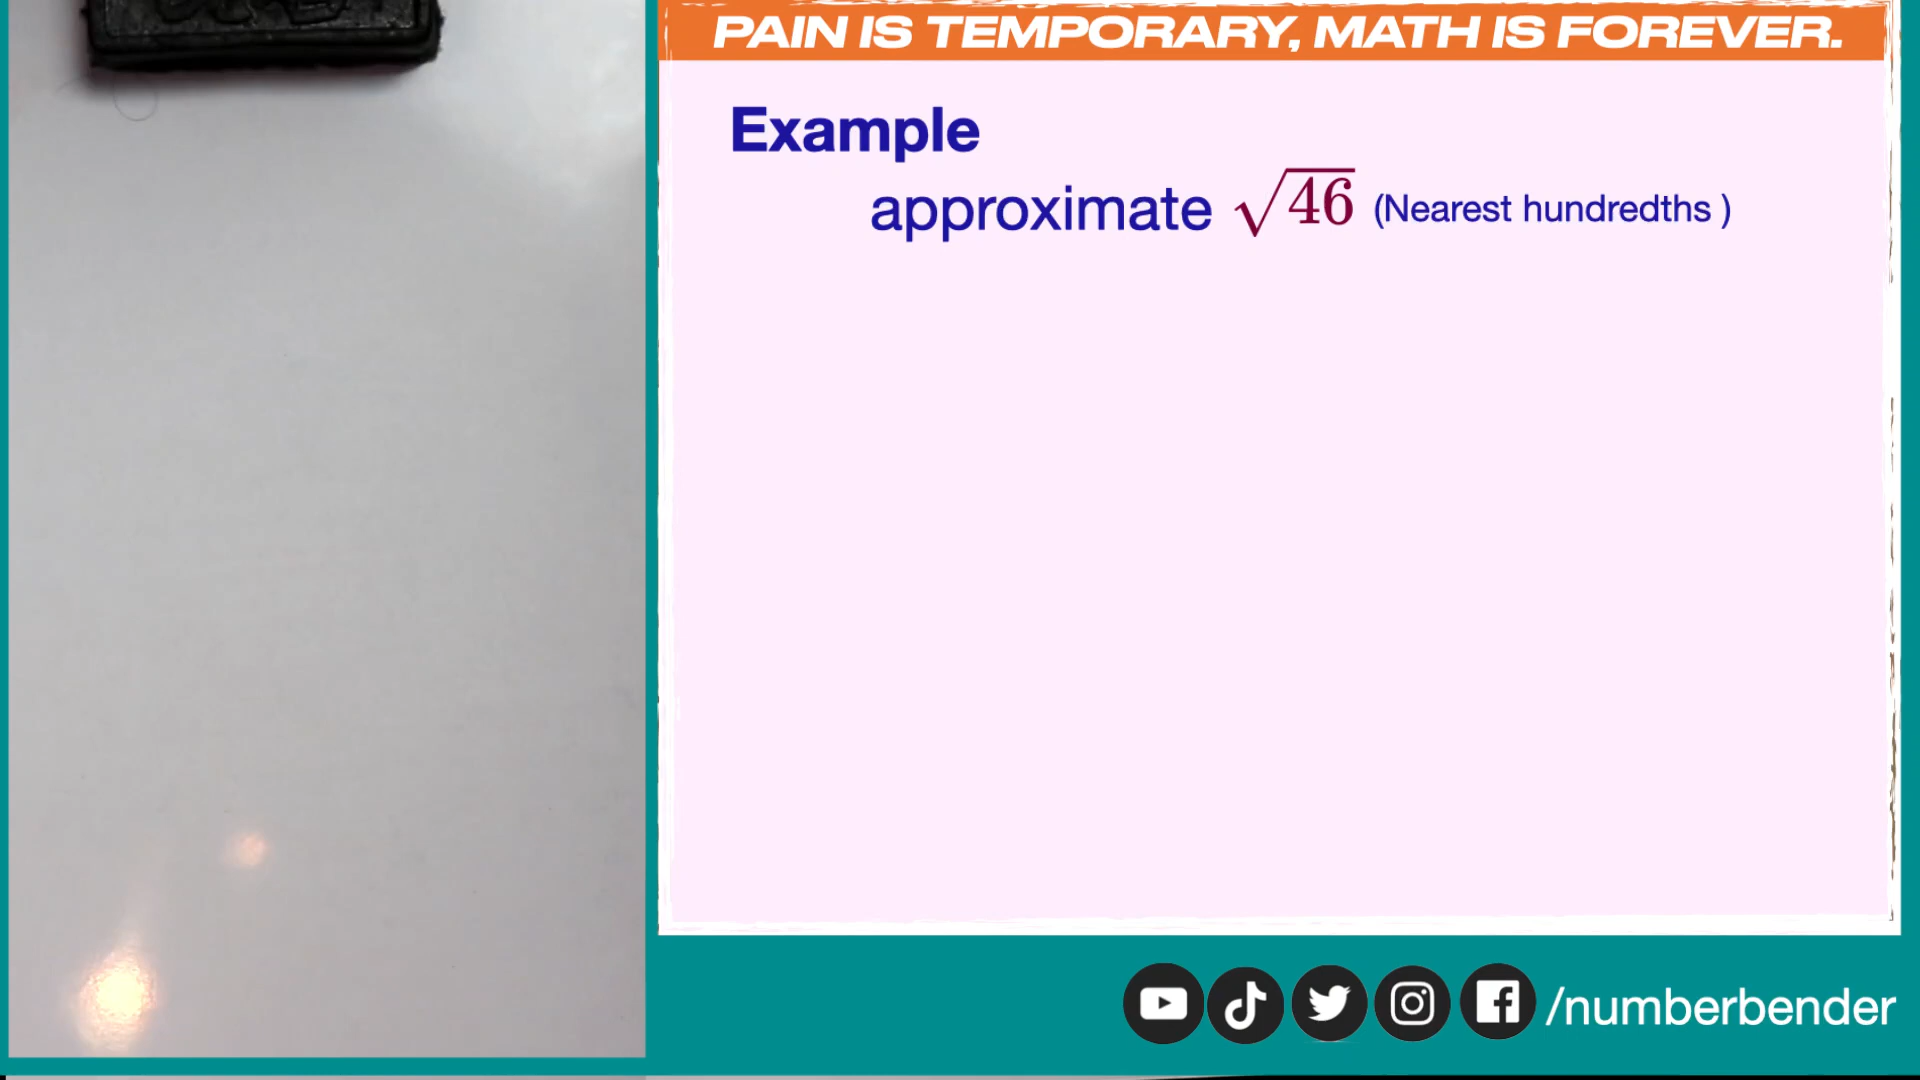 PAIN IS TEMPORARY, MATH IS FOREVER.
Example
approximate √46 (Nearest hundredths )
/numberbender